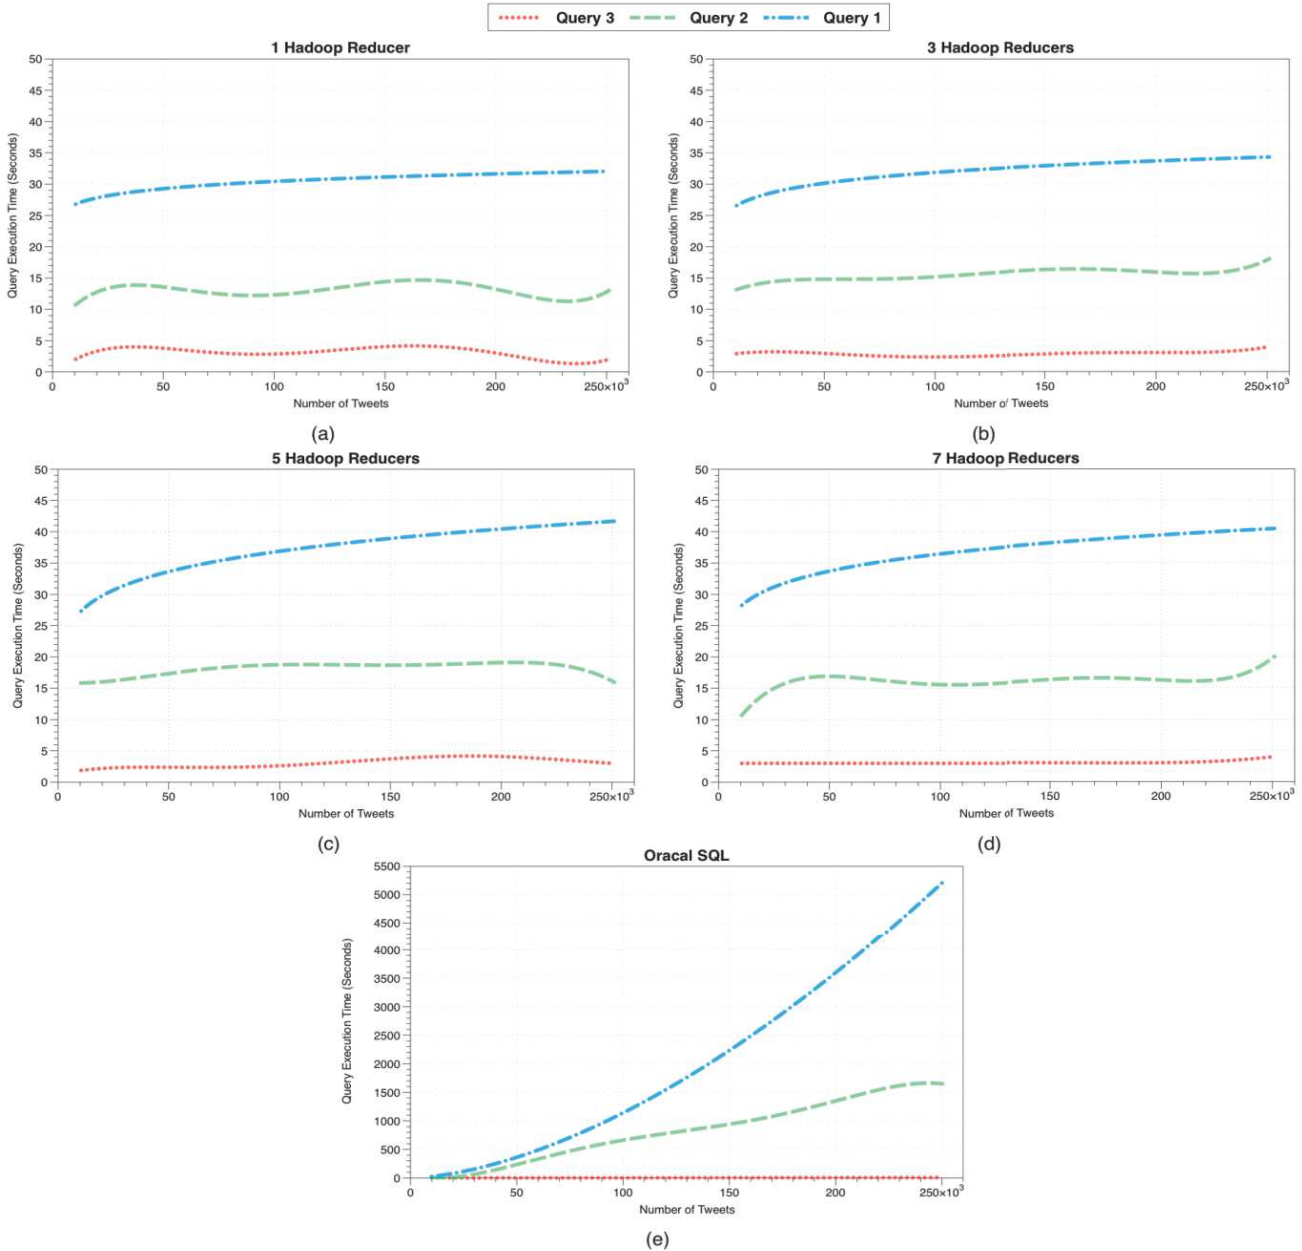 Query 3 Query 2 Query 1
1 Hadoop Reducer
50
45
40
35
30
25
20
15
10
5
0
Query Execution Time (Seconds)
0 50 100 150 200 250×10³
Number of Tweets
(a)
3 Hadoop Reducers
50
45
40
35
30
25
20
15
10
5
0
Query Execution Time (Seconds)
0 50 100 150 200 250×10³
Number of Tweets
(b)
5 Hadoop Reducers
50
45
40
35
30
25
20
15
10
5
0
Query Execution Time (Seconds)
0 50 100 150 200 250×10³
Number of Tweets
(c)
7 Hadoop Reducers
50
45
40
35
30
25
20
15
10
5
0
Query Execution Time (Seconds)
0 50 100 150 200 250×10³
Number of Tweets
(d)
Oracal SQL
5500
5000
4500
4000
3500
3000
2500
2000
1500
1000
500
0
Query Execution Time (Seconds)
0 50 100 150 200 250×10³
Number of Tweets
(e)